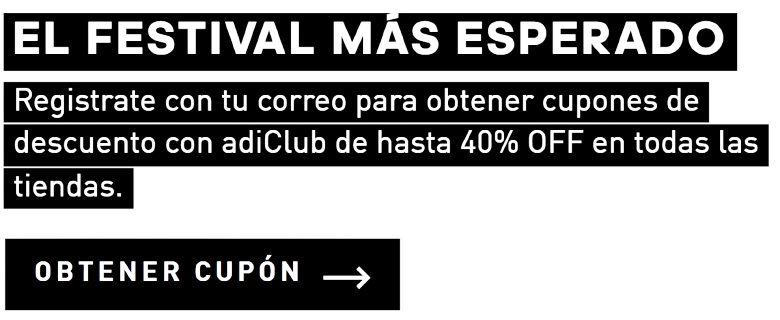 EL FESTIVAL MÁS ESPERADO
Registrate con tu correo para obtener cupones de
descuento con adiClub de hasta 40% OFF en todas las
tiendas.
OBTENER CUPÓN →